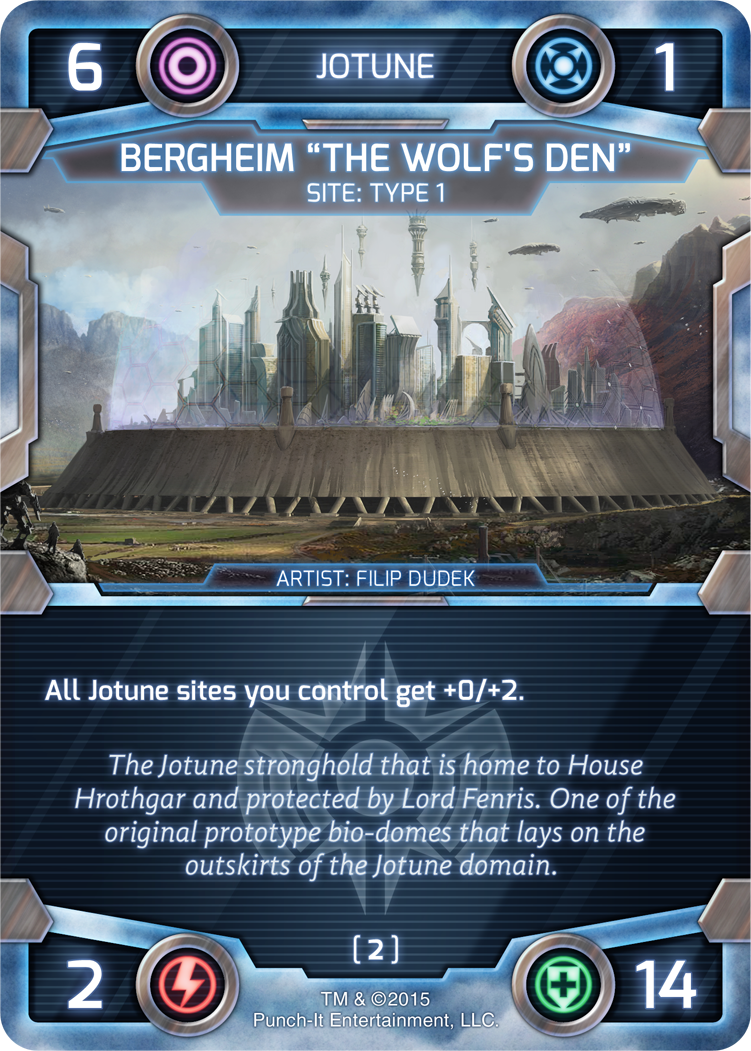 6 JOTUNE 1
BERGHEIM “THE WOLF'S DEN”
SITE: TYPE 1
ARTIST: FILIP DUDEK
All Jotune sites you control get +0/+2.
The Jotune stronghold that is home to House
Hrothgar and protected by Lord Fenris. One of the
original prototype bio-domes that lays on the
outskirts of the Jotune domain.
[2]
2 14
TM & ©2015
Punch-It Entertainment, LLC.